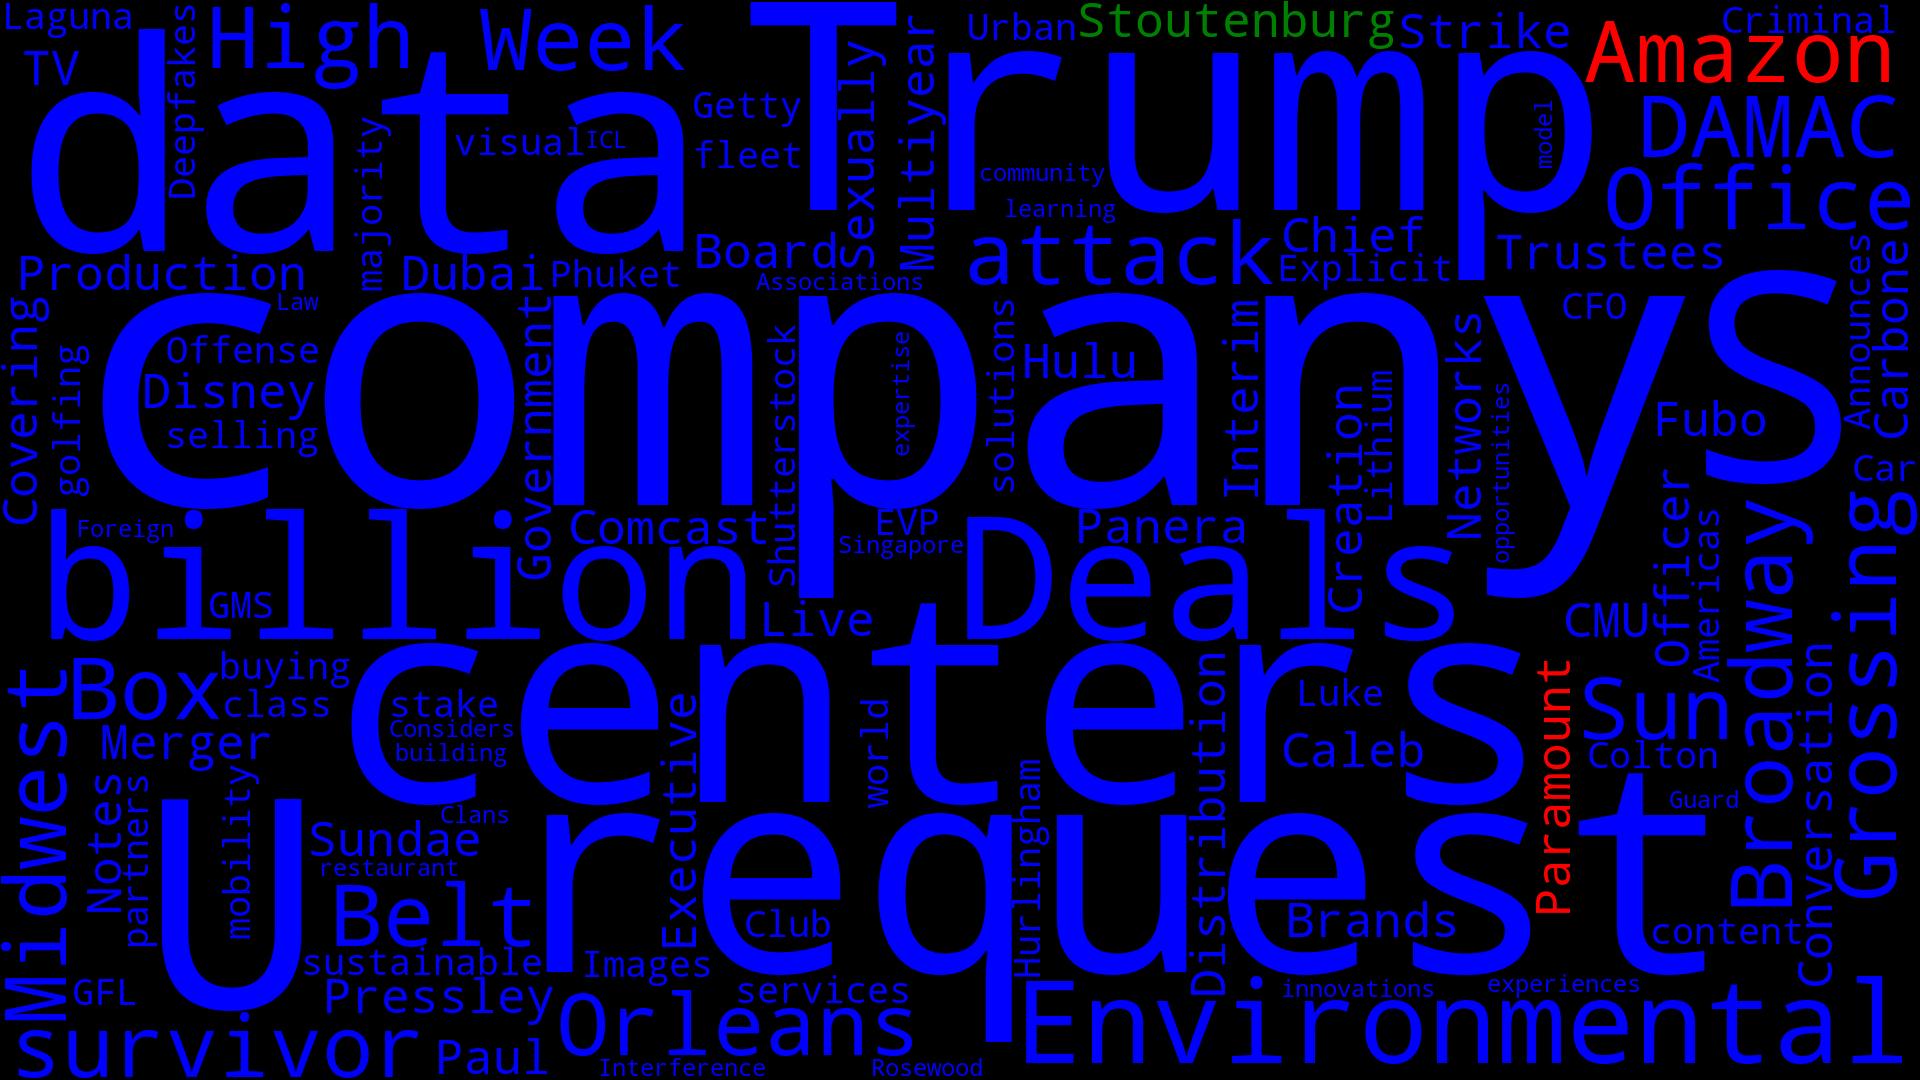 Laguna
TV
Deepfakes
High
Week
Trump
Sexually
Multiyear
Urban
Stoutenburg
Strike
Amazon
Criminal
data
majority
visual
ICL
Getty
fleet
community
learning
model
DAMAC
Office
Production
Dubai
Phuket
Board
Associations
attack
Chief
Explicit
Trustees
Announces
Carbone
Covering
golfing
Law
companys
Offense
Disney
selling
Government
Shutterstock
expertise
solutions
Hulu
Interim
Creation
Lithium
Networks
opportunities
CFO
Fubo
Car
Foreign
billion
GMS
Comcast
EVP
Singapore
Live
Deals
Panera
officer
Americas
CMU
Broadway
Grossing
Midwest
Box
buying
class
Merger
centers
stake
Considers
building
Executive
world
Distribution
Luke
Caleb
Paramount
Sun
Colton
conversation
Notes
partners
mobility
U
Clans
Sundae
restaurant
Belt
request
Club
Hurlingham
Brands
Guard
content
GFL
sustainable
Pressley
Images
services
innovations
experiences
survivor
Paul
Orleans
Interference
Rosewood
Environmental